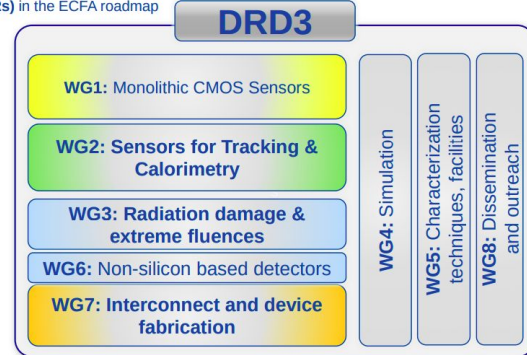 s) in the ECFA roadmap
DRD3
WG1: Monolithic CMOS Sensors
WG2: Sensors for Tracking &
Calorimetry
WG3: Radiation damage &
extreme fluences
WG6: Non-silicon based detectors
WG7: Interconnect and device
fabrication
WG4: Simulation
WG5: Characterization
techniques, facilities
WG8: Dissemination
and outreach